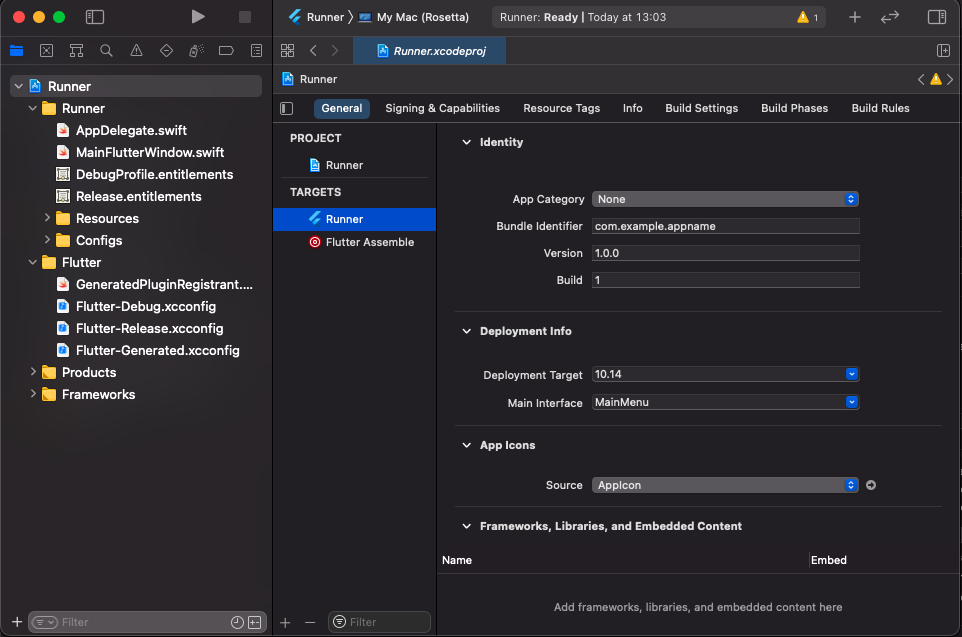 Runner
My Mac (Rosetta)
Runner: Ready | Today at 13:03
1
Runner.xcodeproj
Runner
General
Signing & Capabilities
Resource Tags
Info
Build Settings
Build Phases
Build Rules
Runner
Runner
AppDelegate.swift
MainFlutterWindow.swift
DebugProfile.entitlements
Release.entitlements
Resources
Configs
Flutter
GeneratedPluginRegistrant....
Flutter-Debug.xcconfig
Flutter-Release.xcconfig
Flutter-Generated.xcconfig
Products
Frameworks
Filter
PROJECT
Runner
TARGETS
Runner
Flutter Assemble
Filter
Identity
App Category None
Bundle Identifier com.example.appname
Version 1.0.0
Build 1
Deployment Info
Deployment Target 10.14
Main Interface MainMenu
App Icons
Source AppIcon
Frameworks, Libraries, and Embedded Content
Name Embed
Add frameworks, libraries, and embedded content here